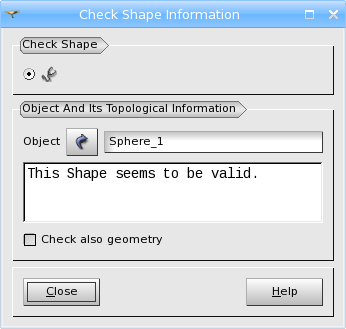 Check Shape Information
Check Shape
Object And Its Topological Information
Object Sphere_1
This Shape seems to be valid.
Check also geometry
Close Help